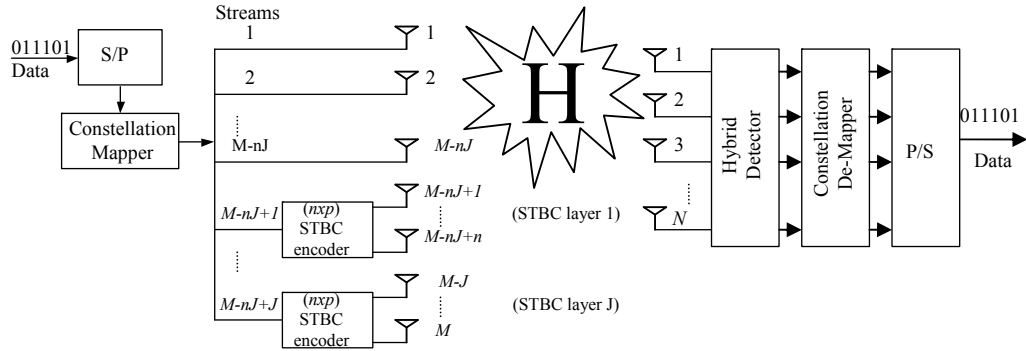 Streams
011101
Data
S/P
Constellation
Mapper
1
2
M-nJ
M-nJ+1
M-nJ+J
(nxp)
STBC
encoder
(nxp)
STBC
encoder
1
2
M-nJ
M-nJ+1
M-nJ+n
M-J
M
(STBC layer 1)
(STBC layer J)
H
1
2
3
N
Hybrid
Detector
Constellation
De-Mapper
P/S
011101
Data